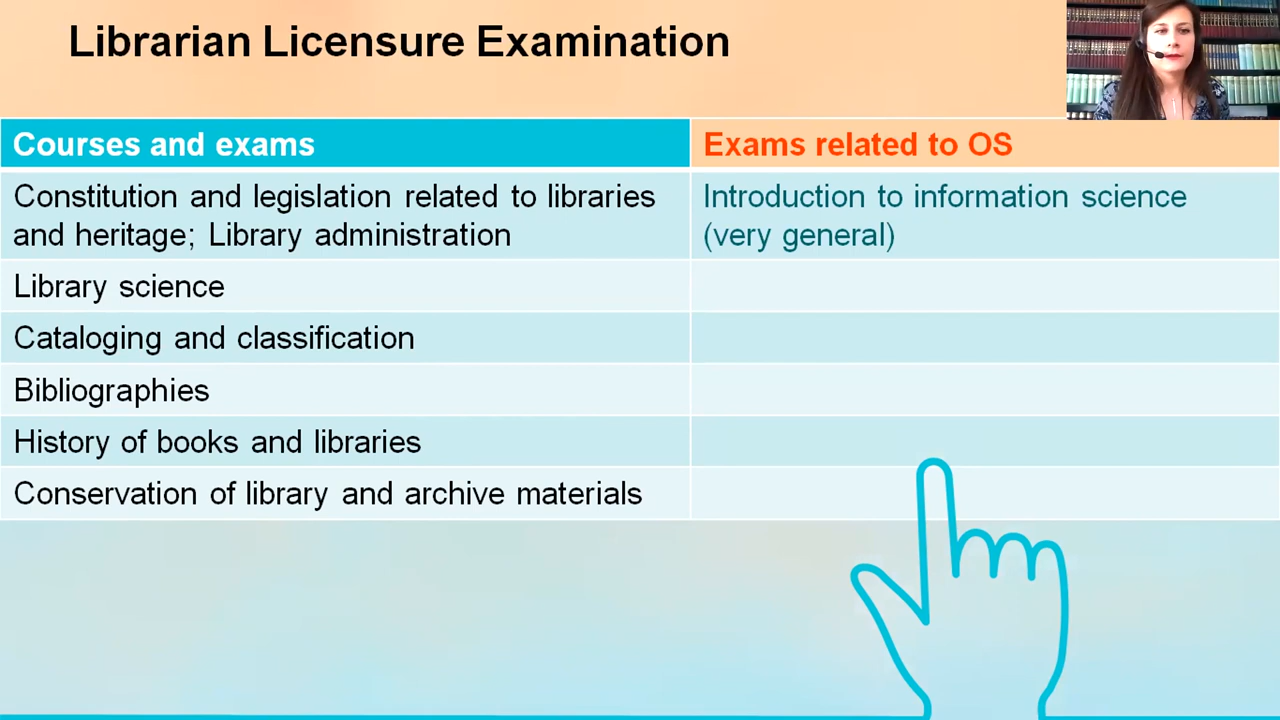 Librarian Licensure Examination
Courses and exams
Exams related to OS
Constitution and legislation related to libraries
and heritage; Library administration
Introduction to information science
(very general)
Library science
Cataloging and classification
Bibliographies
History of books and libraries
Conservation of library and archive materials